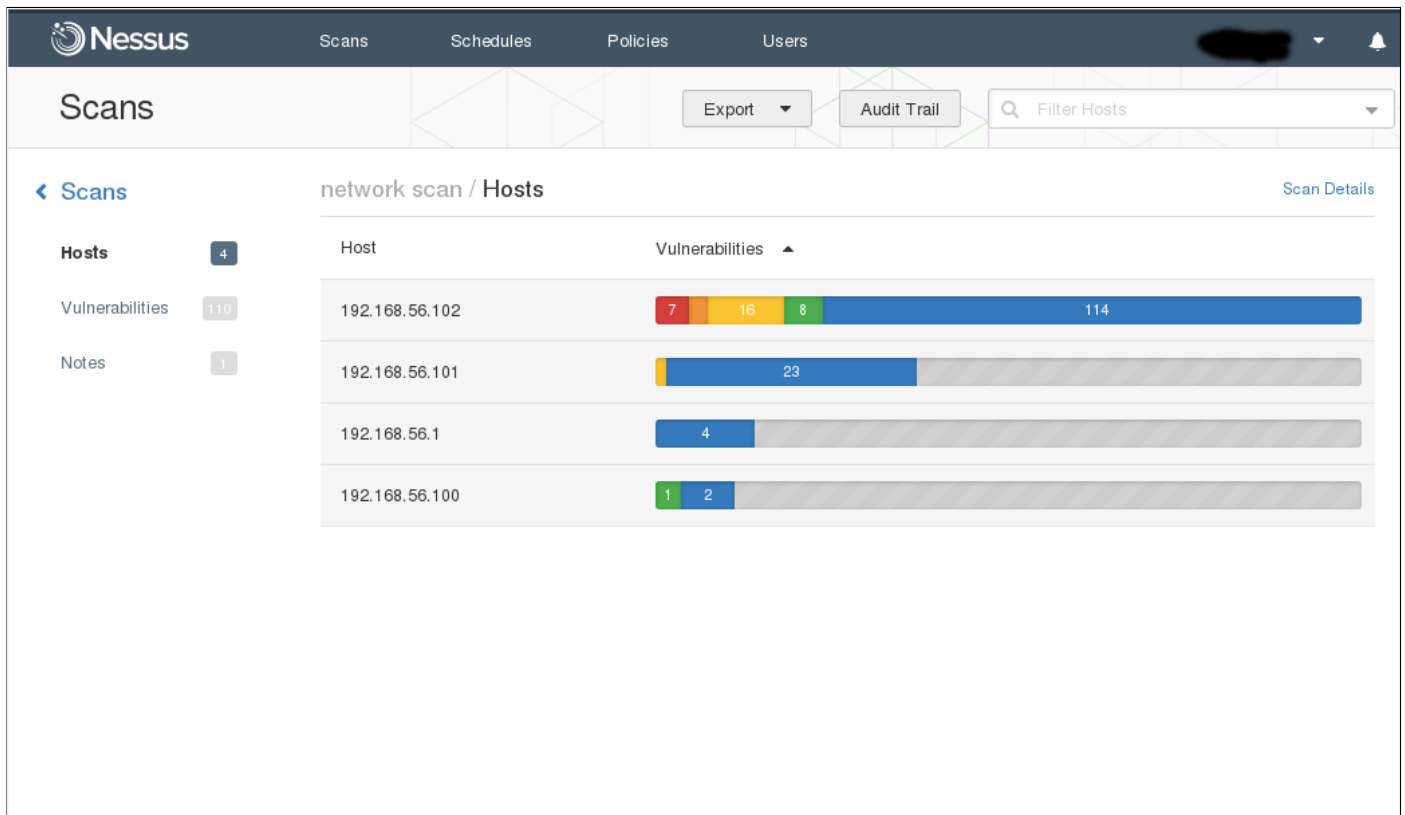 Nessus Scans Schedules Policies Users
Scans Export Audit Trail Filter Hosts
Scans network scan / Hosts Scan Details
Hosts 4 Host Vulnerabilities
Vulnerabilities 110 192.168.56.102 7 16 8 114
Notes 1 192.168.56.101 23
192.168.56.1 4
192.168.56.100 1 2